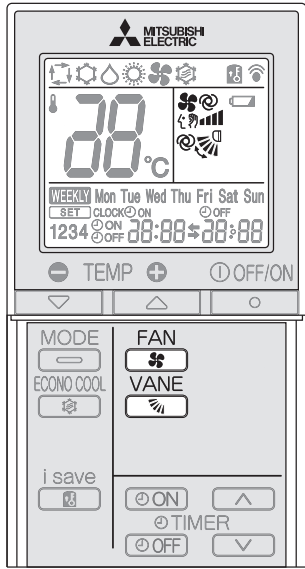 MITSUBISHI
ELECTRIC
88 °C
WEEKLY Mon Tue Wed Thu Fri Sat Sun
SET CLOCK ON OFF
1234 ON OFF 88:88 88:88
TEMP OFF/ON
MODE FAN
ECONO COOL VANE
i save
ON
TIMER
OFF